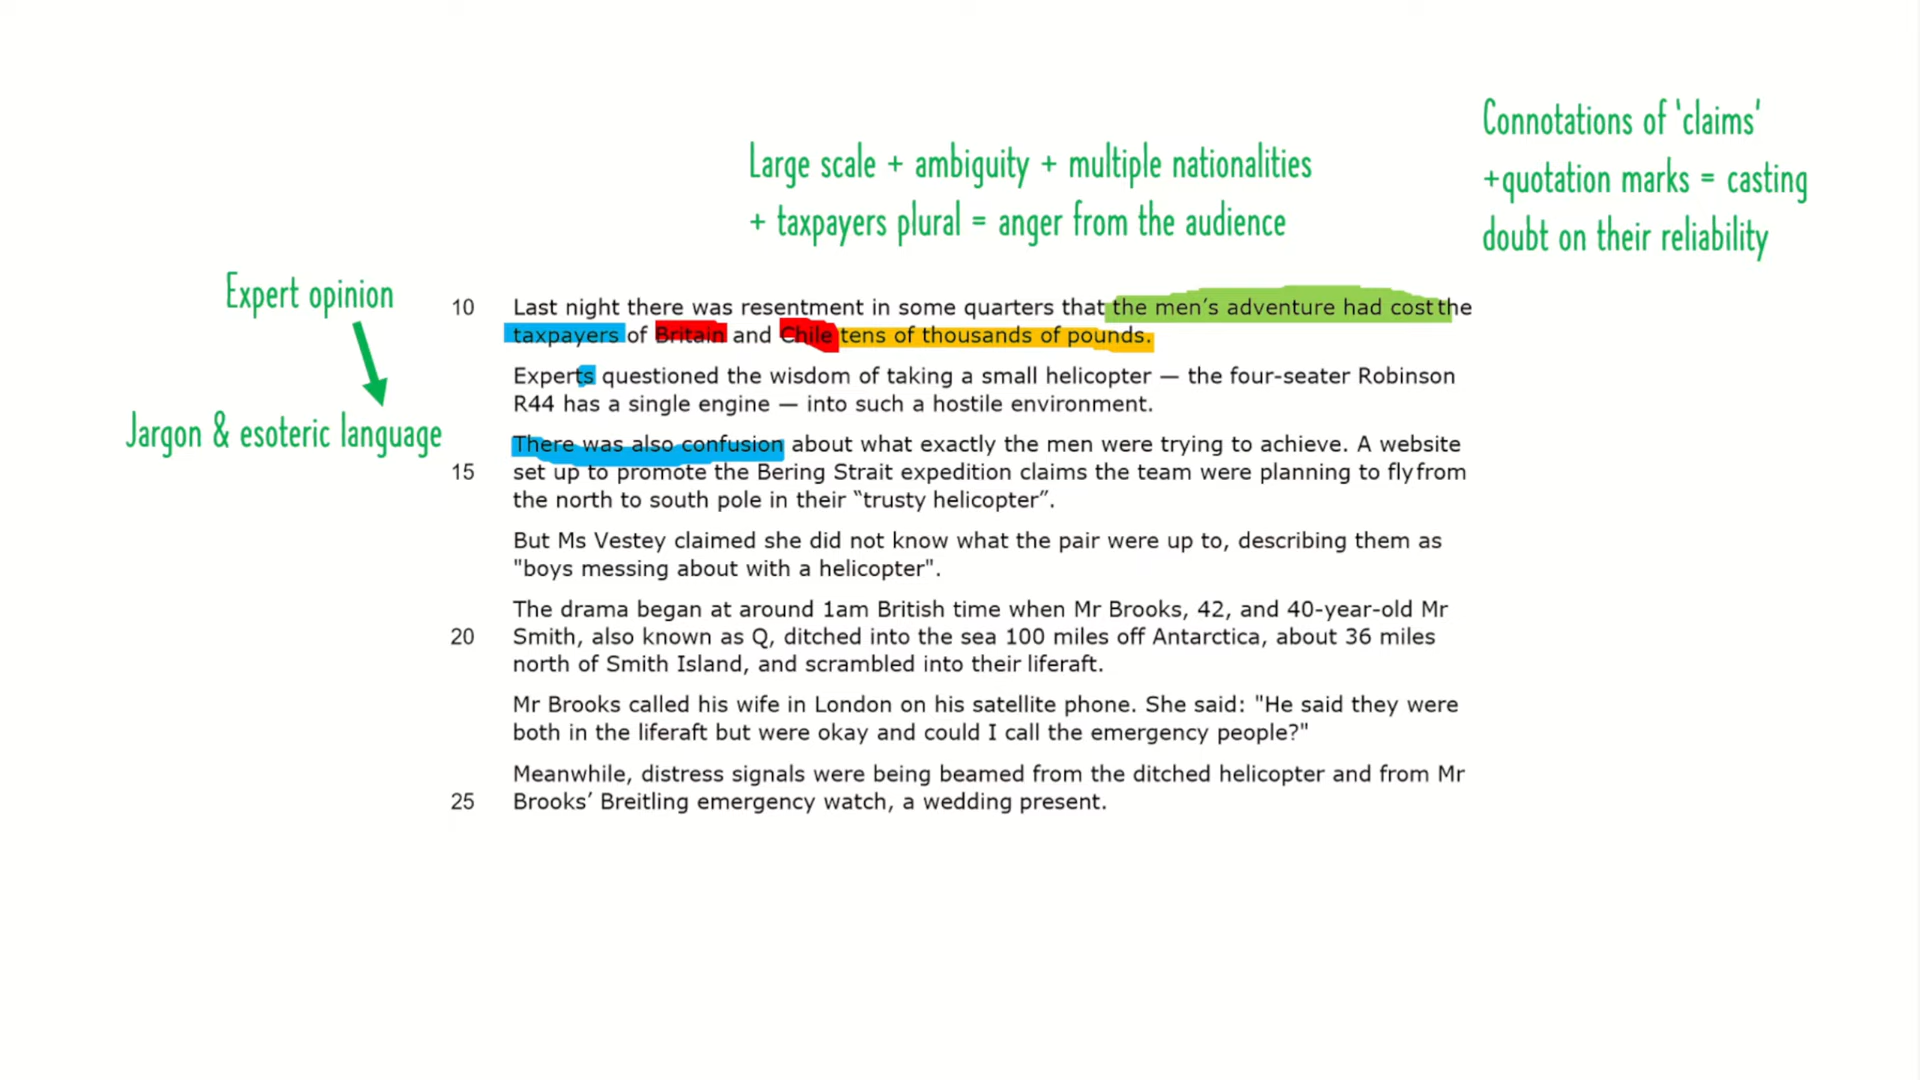 Connotations of 'claims'
+quotation marks = casting
doubt on their reliability
Large scale + ambiguity + multiple nationalities
+ taxpayers plural = anger from the audience
Expert opinion
Jargon & esoteric language
10 Last night there was resentment in some quarters that the men's adventure had cost the
taxpayers of Britain and Chile tens of thousands of pounds.
Experts questioned the wisdom of taking a small helicopter — the four-seater Robinson
R44 has a single engine — into such a hostile environment.
There was also confusion about what exactly the men were trying to achieve. A website
15 set up to promote the Bering Strait expedition claims the team were planning to fly from
the north to south pole in their “trusty helicopter”.
But Ms Vestey claimed she did not know what the pair were up to, describing them as
"boys messing about with a helicopter".
The drama began at around 1am British time when Mr Brooks, 42, and 40-year-old Mr
20 Smith, also known as Q, ditched into the sea 100 miles off Antarctica, about 36 miles
north of Smith Island, and scrambled into their liferaft.
Mr Brooks called his wife in London on his satellite phone. She said: "He said they were
both in the liferaft but were okay and could I call the emergency people?"
Meanwhile, distress signals were being beamed from the ditched helicopter and from Mr
25 Brooks’ Breitling emergency watch, a wedding present.